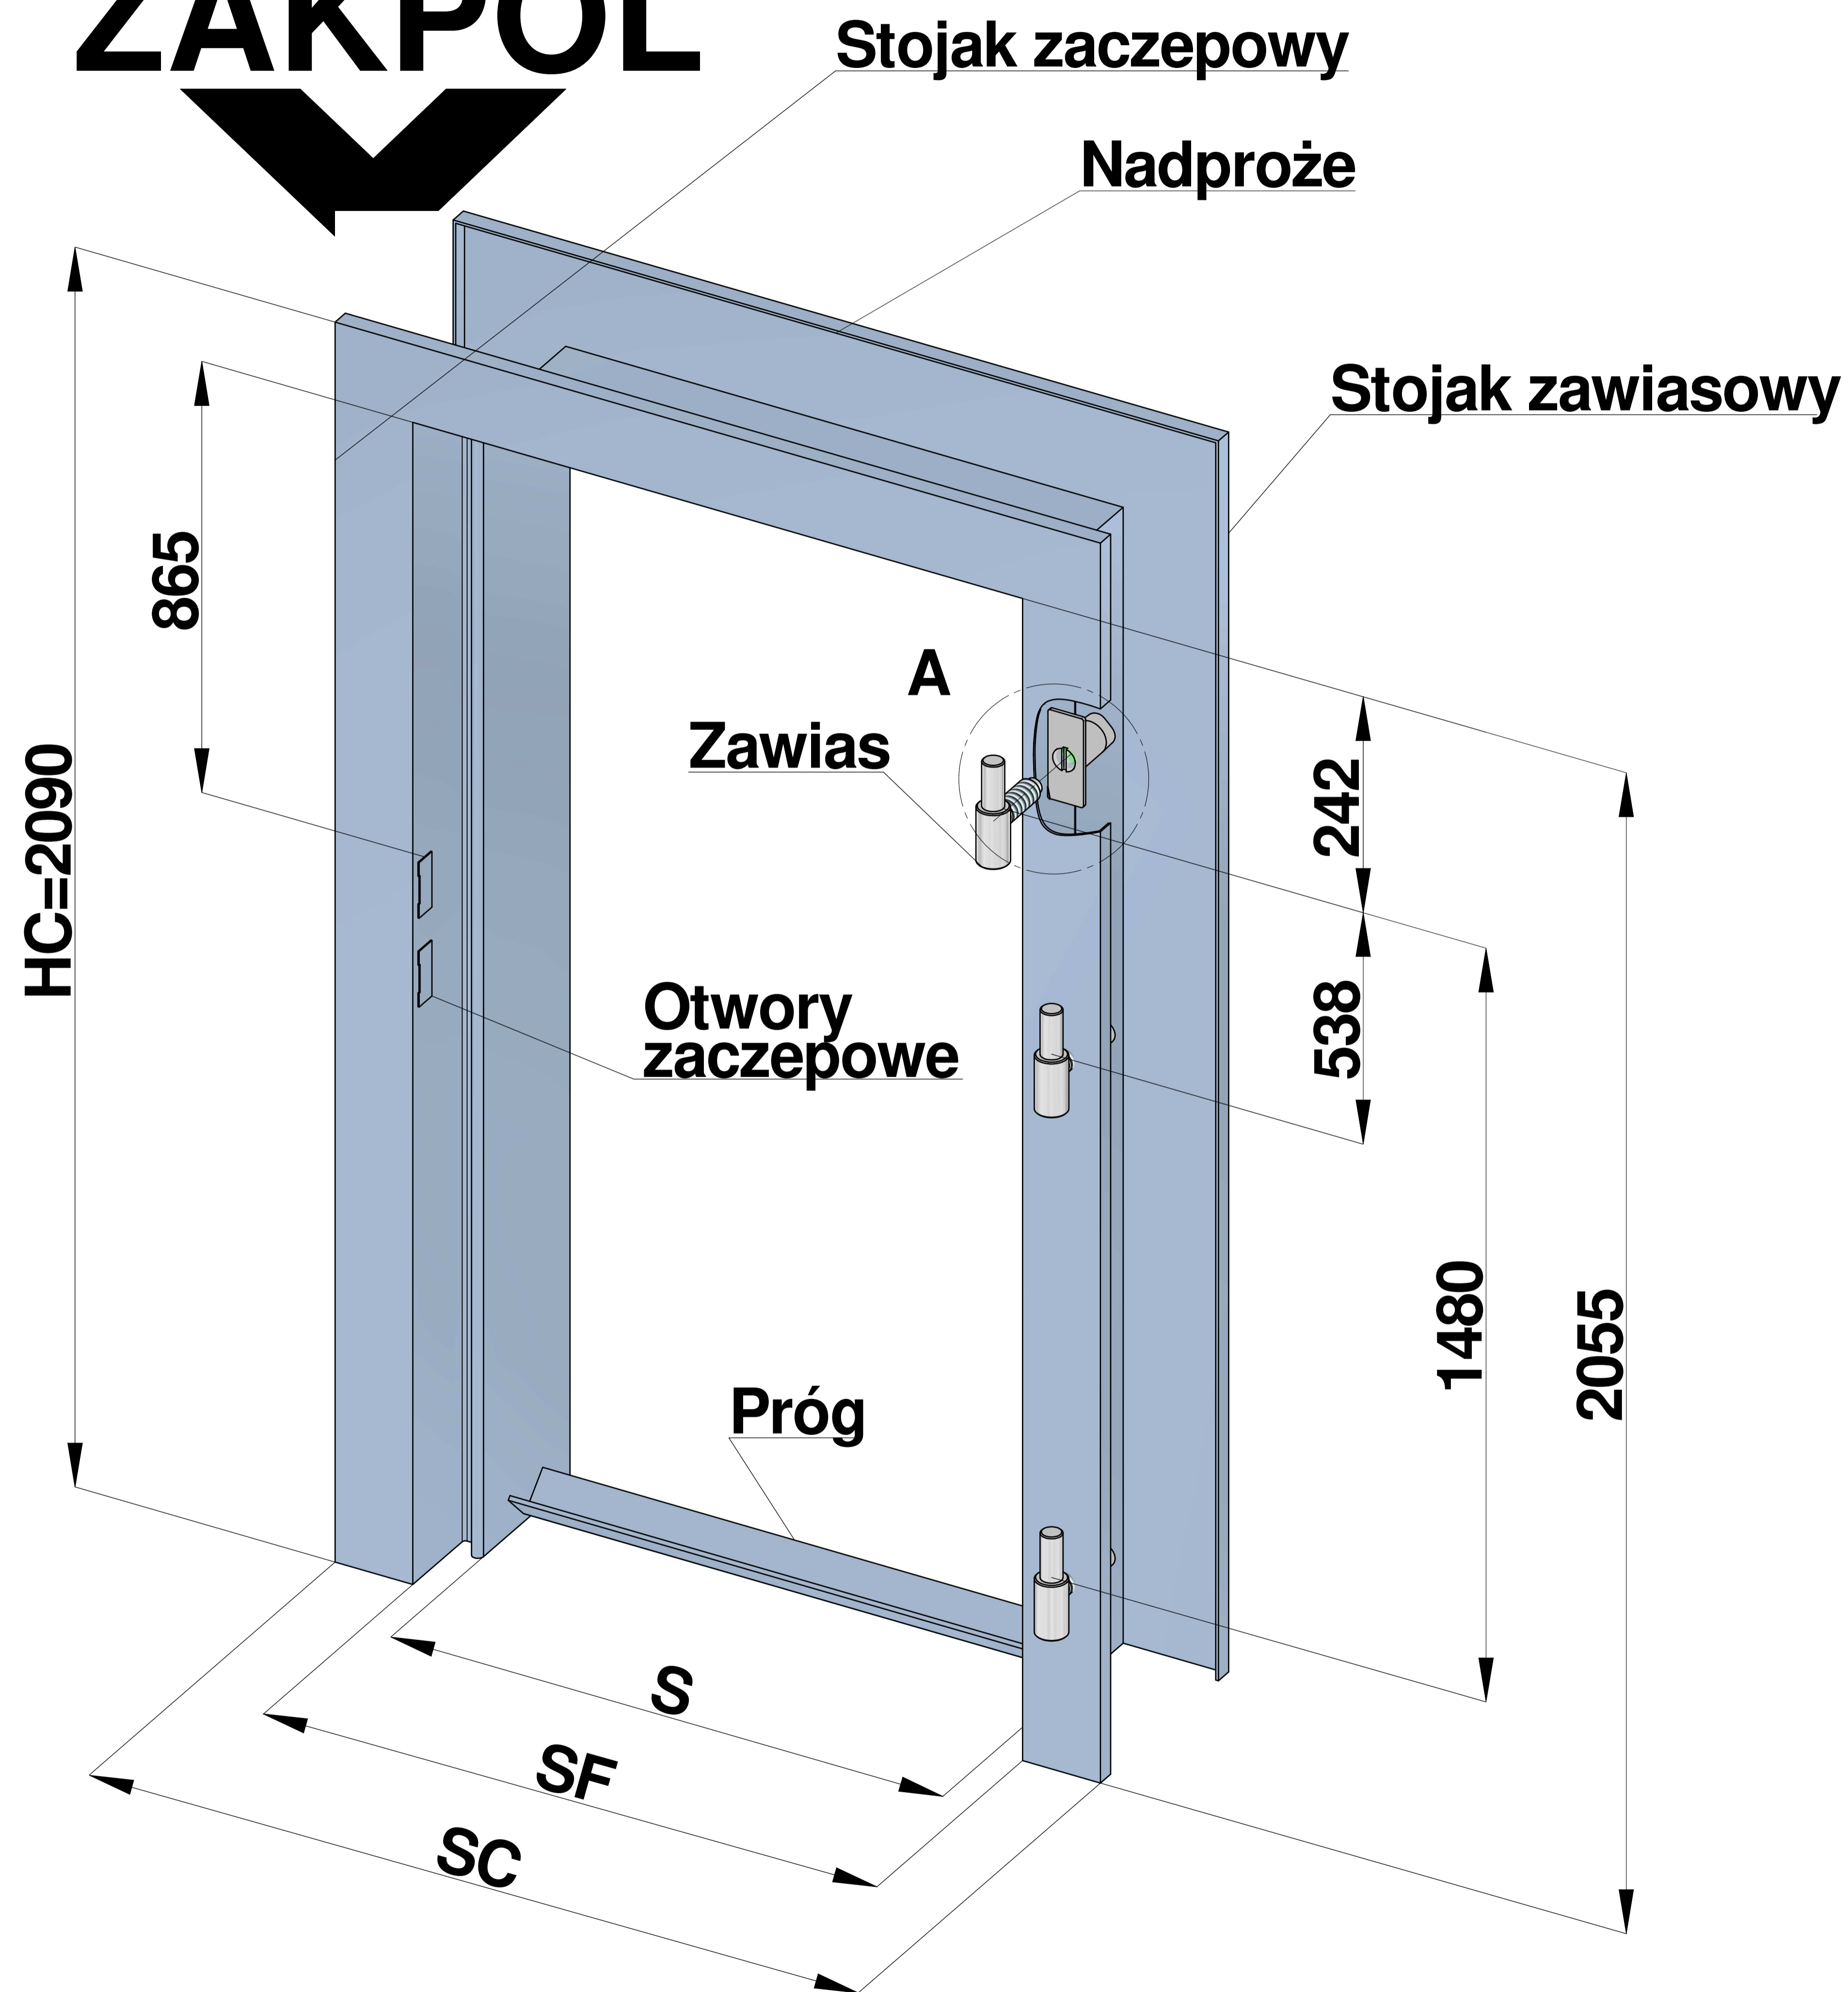 ZAKPOL
Stojak zaczepowy
Nadproże
Stojak zawiasowy
865
A
Zawias
HC=2090
242
Otwory
zaczepowe
538
1480
2055
Próg
S
SF
SC